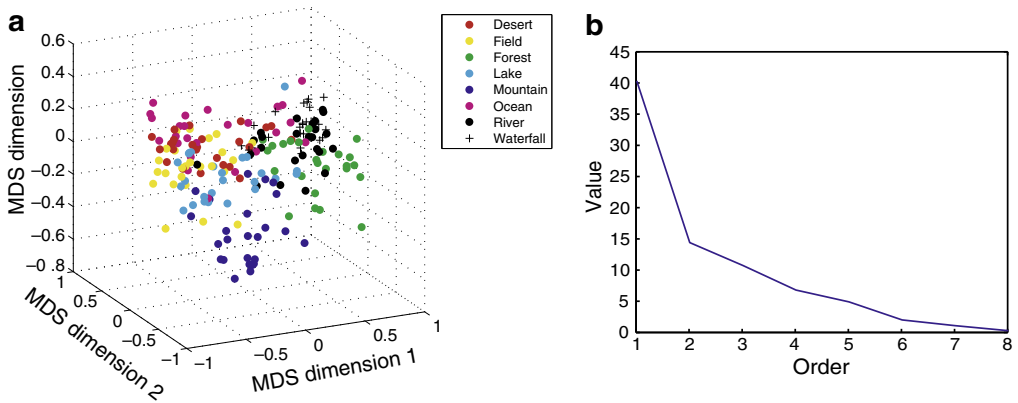 a
0.6
0.4
0.2
0
−0.2
−0.4
−0.6
−0 8
MDS dimension
1
0.5
0
−0.5
−1
MDS dimension 2
−1
−0.5
0
0.5
1
MDS dimension 1
Desert
Field
Forest
Lake
Mountain
Ocean
River
Waterfall
b
45
40
35
30
25
20
15
10
5
0
Value
1 2 3 4 5 6 7 8
Order